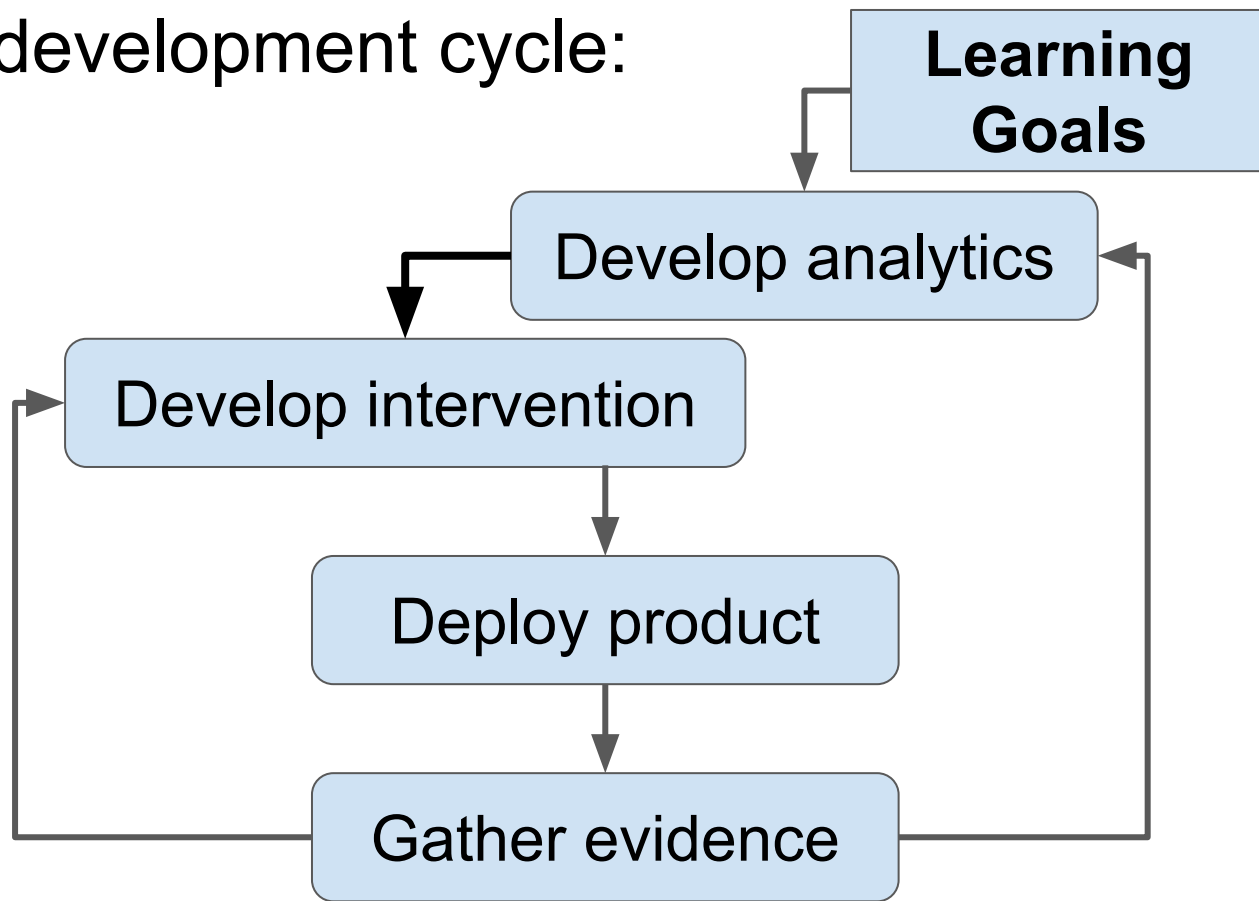 development cycle:
Learning
Goals
Develop analytics
Develop intervention
Deploy product
Gather evidence